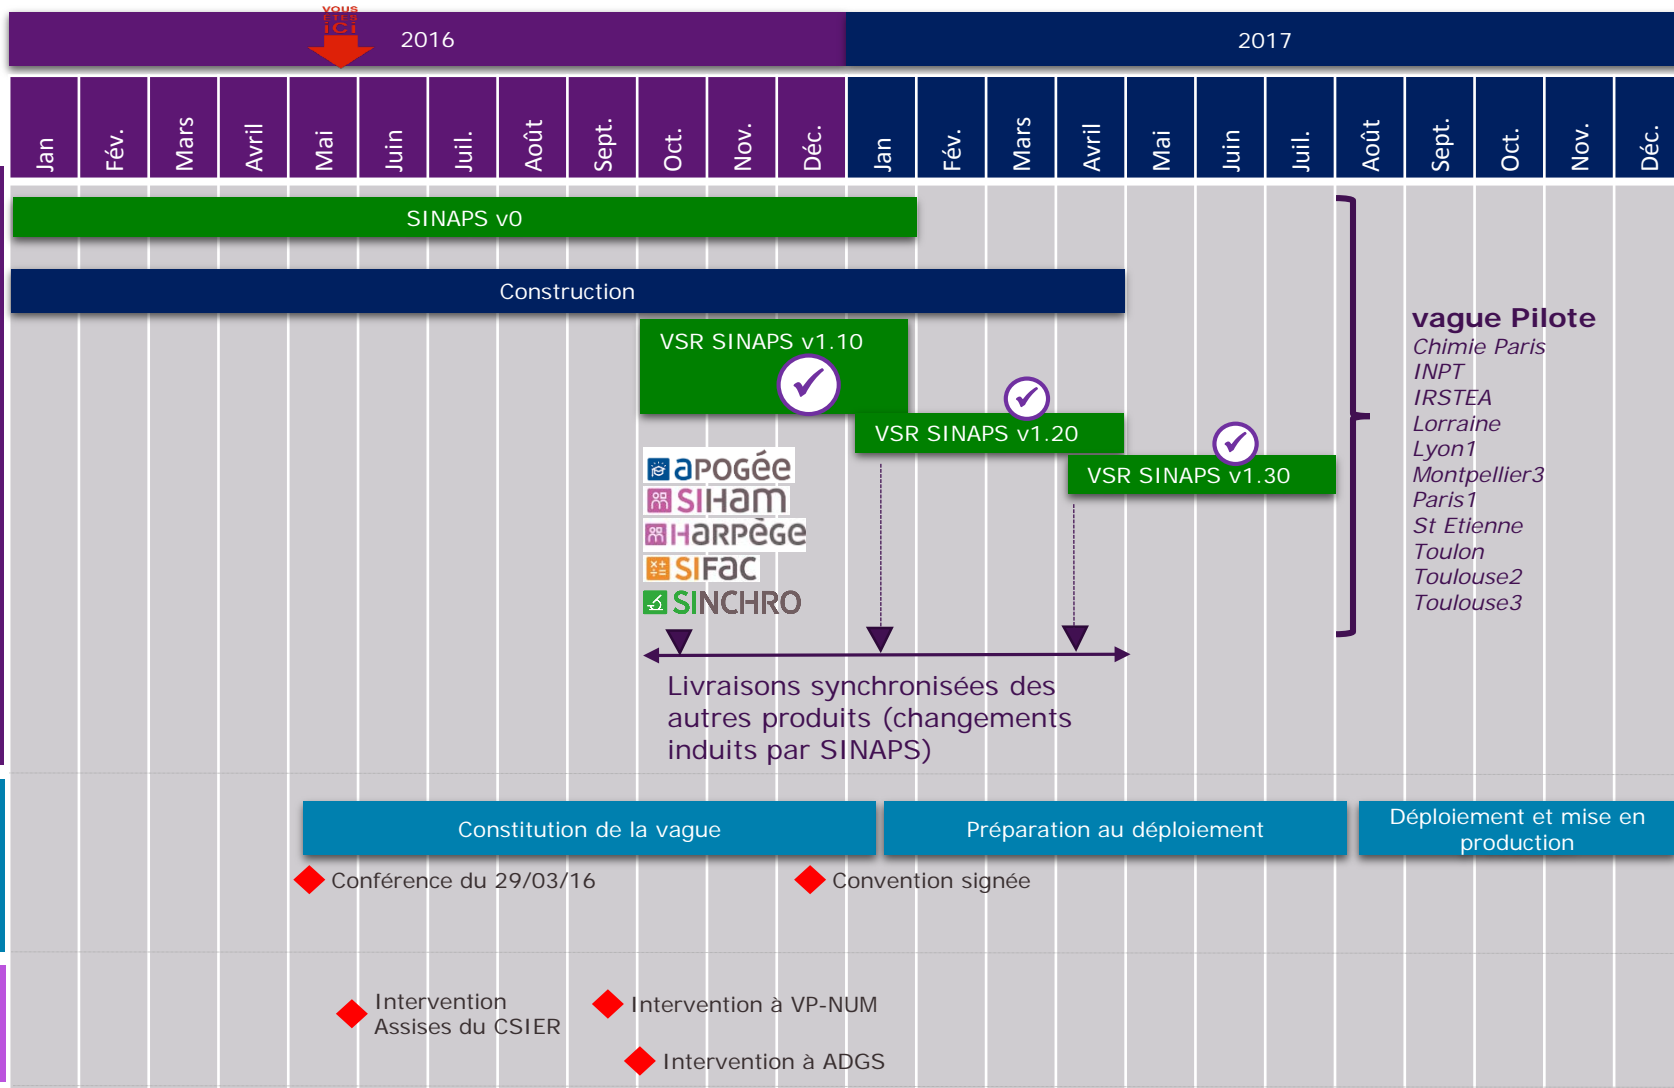 VOUS
ÊTES
iCi
2016
2017
Jan
Fév.
Mars
Avril
Mai
Juin
Juil.
Août
Sept.
Oct.
Nov.
Déc.
Jan
Fév.
Mars
Avril
Mai
Juin
Juil.
Août
Sept.
Oct.
Nov.
Déc.
SINAPS v0
Construction
VSR SINAPS v1.10
VSR SINAPS v1.20
VSR SINAPS v1.30
aPOGée
SIHam
HaRPèGe
SIFac
SINCHRO
Livraisons synchronisées des
autres produits (changements
induits par SINAPS)
vague Pilote
Chimie Paris
INPT
IRSTEA
Lorraine
Lyon1
Montpellier3
Paris1
St Etienne
Toulon
Toulouse2
Toulouse3
Constitution de la vague
Préparation au déploiement
Déploiement et mise en
production
Conférence du 29/03/16
Convention signée
Intervention
Assises du CSIER
Intervention à VP-NUM
Intervention à ADGS